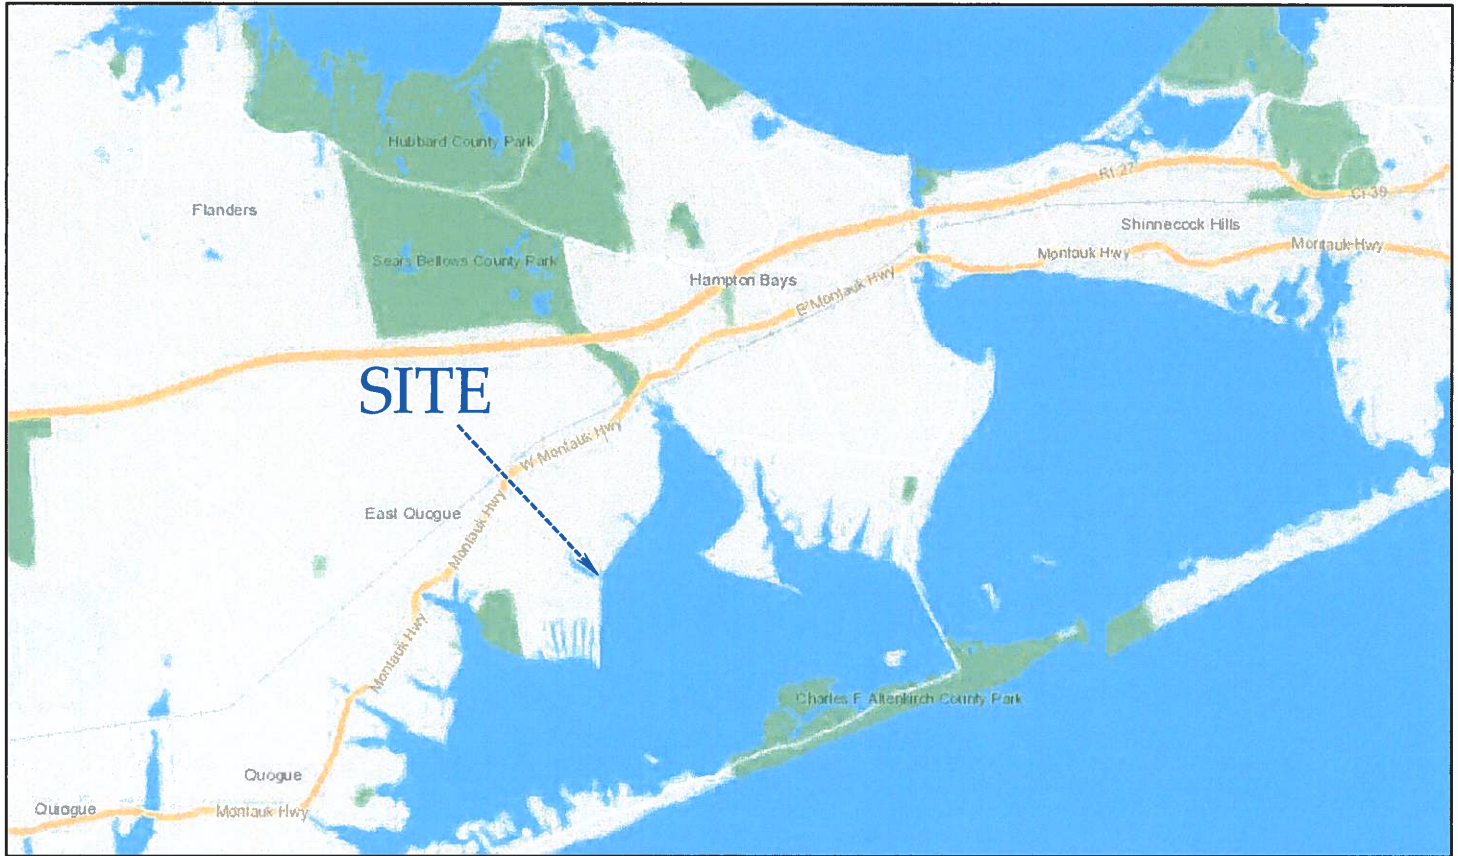 Hubbard County Park
Rt 27
Cr 39
Flanders
Shinnecock Hills
Montauk Hwy
Montauk Hwy
Sears Bellows County Park
Hampton Bays
E Montauk Hwy
SITE
W Montauk Hwy
East Quogue
Montauk Hwy
Montauk Hwy
Charles F Altenkirch County Park
Quogue
Quiogue
Montauk Hwy